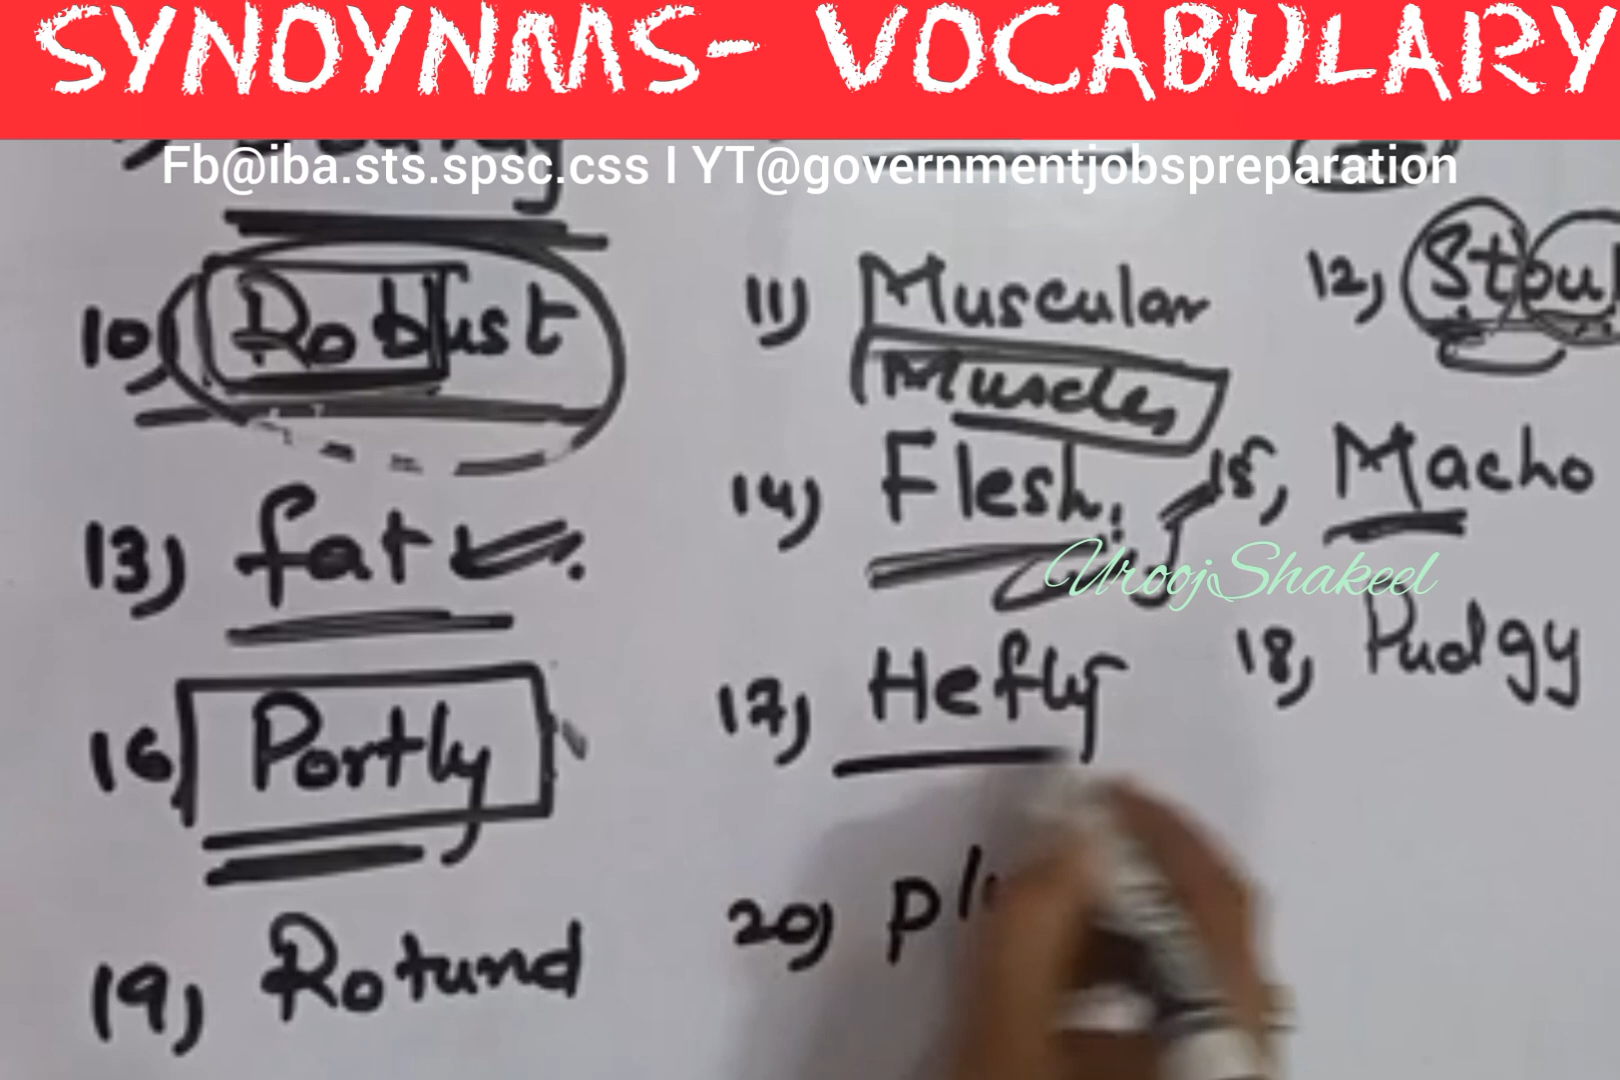 SYNOYNMS- VOCABULARY
Fb@iba.sts.spsc.css I YT@governmentjobspreparation
10) Robust
11) Muscular
Muscles
12)
13) fat
14) Flesh
15, Macho
UroojShakeel
16) Portly
17) Hefty
18, Pudgy
19, Rotund
20)